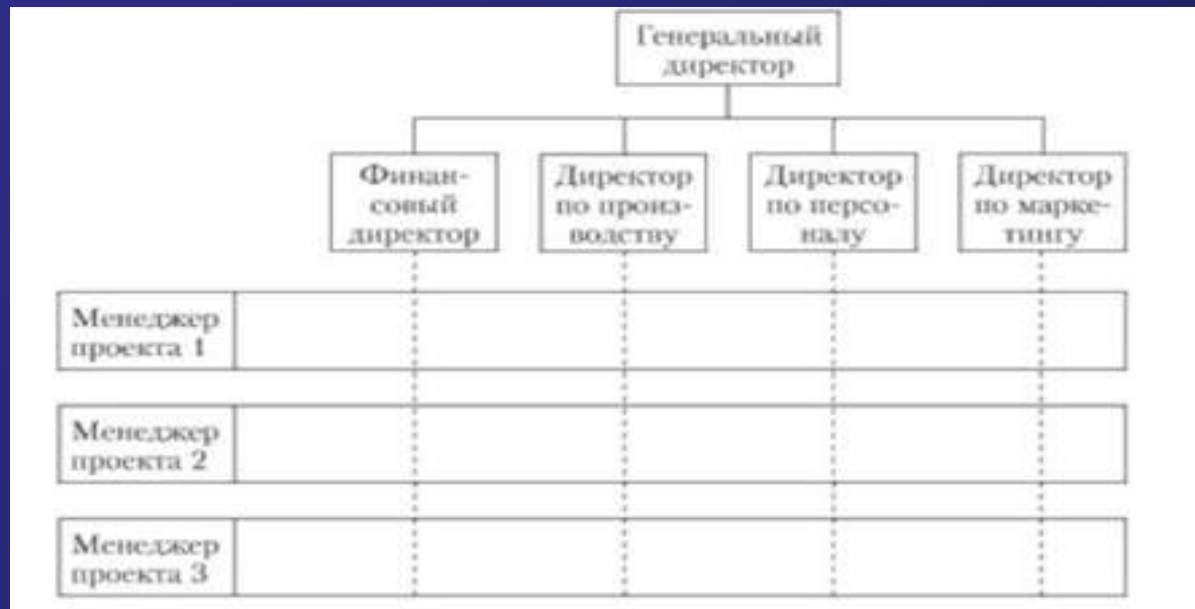 Генеральный
директор
Финан-
совый
директор
Директор
по произ-
водству
Директор
по персо-
налу
Директор
по марке-
тингу
Менеджер
проекта 1
Менеджер
проекта 2
Менеджер
проекта 3